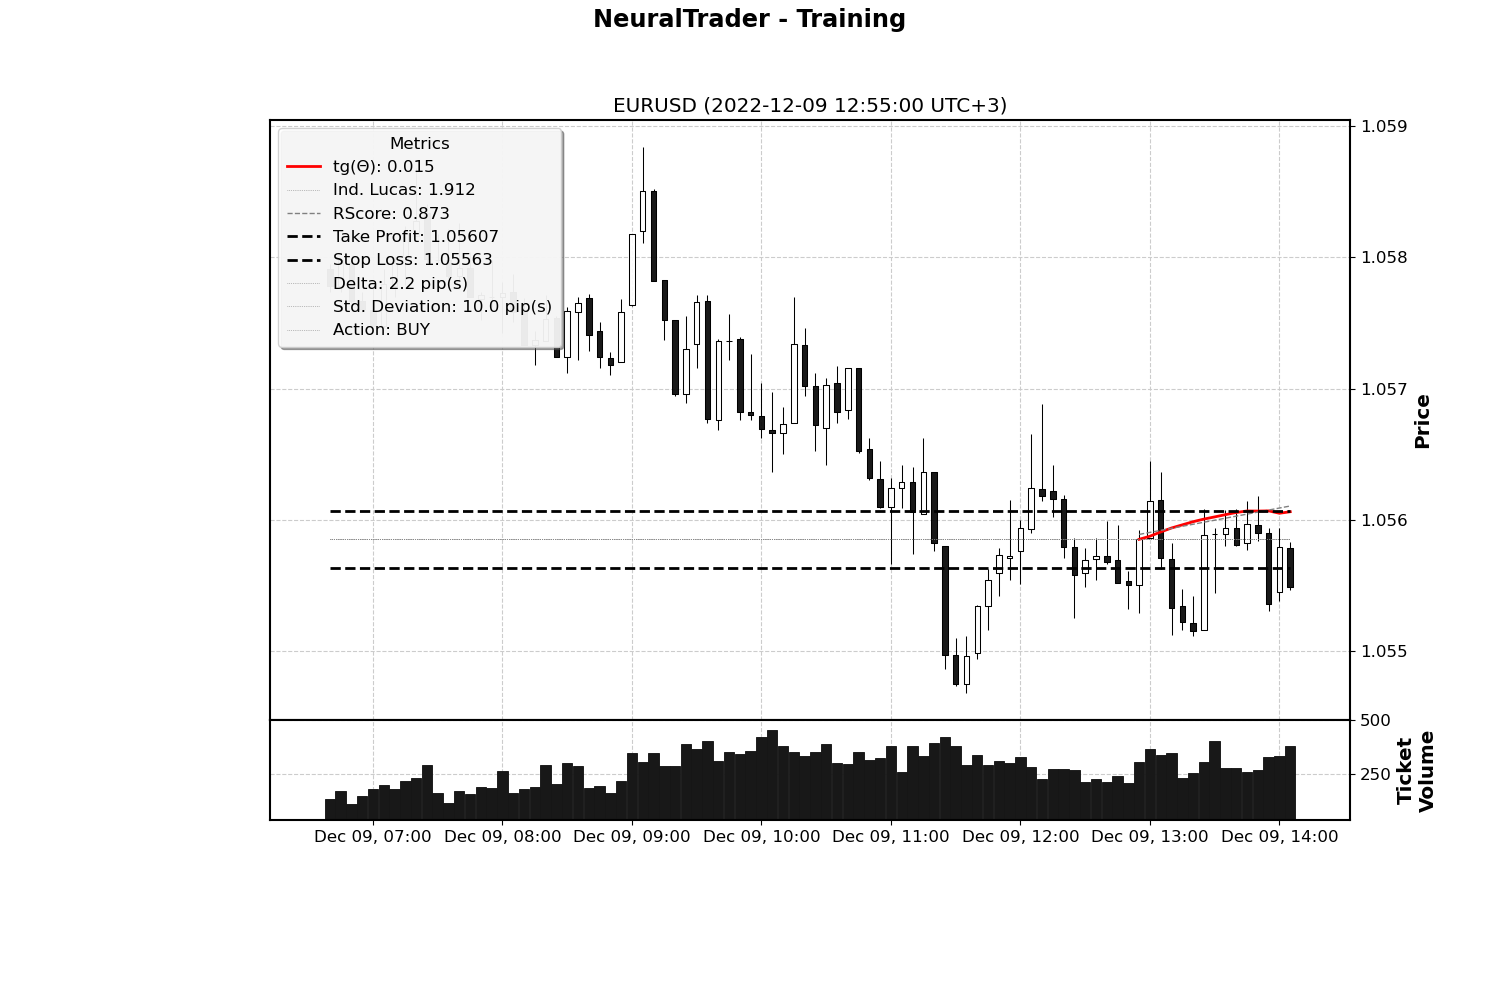 NeuralTrader - Training
EURUSD (2022-12-09 12:55:00 UTC+3)
Metrics
tg(Θ): 0.015
Ind. Lucas: 1.912
RScore: 0.873
Take Profit: 1.05607
Stop Loss: 1.05563
Delta: 2.2 pip(s)
Std. Deviation: 10.0 pip(s)
Action: BUY
1.059
1.058
1.057
1.056
1.055
Price
500
250
Ticket
Volume
Dec 09, 07:00
Dec 09, 08:00
Dec 09, 09:00
Dec 09, 10:00
Dec 09, 11:00
Dec 09, 12:00
Dec 09, 13:00
Dec 09, 14:00